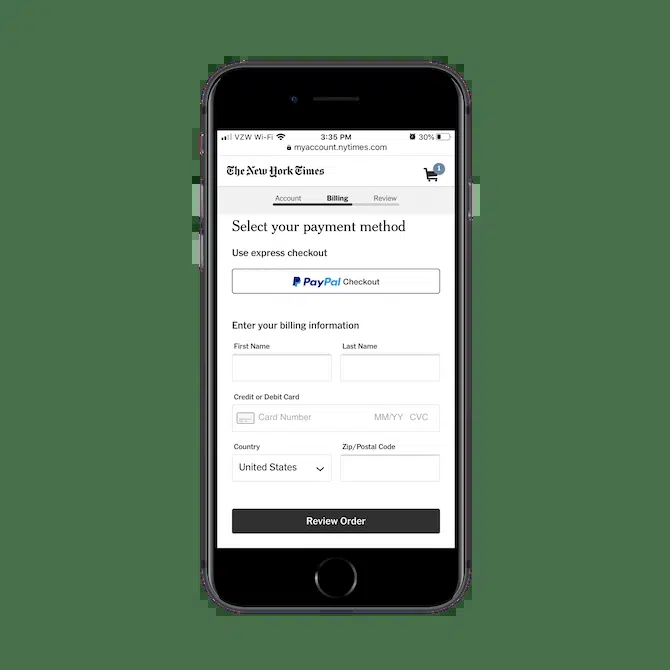 VZW Wi-Fi 3:35 PM 30%
myaccount.nytimes.com
The New York Times 1
Account Billing Review
Select your payment method
Use express checkout
PayPal Checkout
Enter your billing information
First Name Last Name
Credit or Debit Card
Card Number MM/YY CVC
Country Zip/Postal Code
United States
Review Order